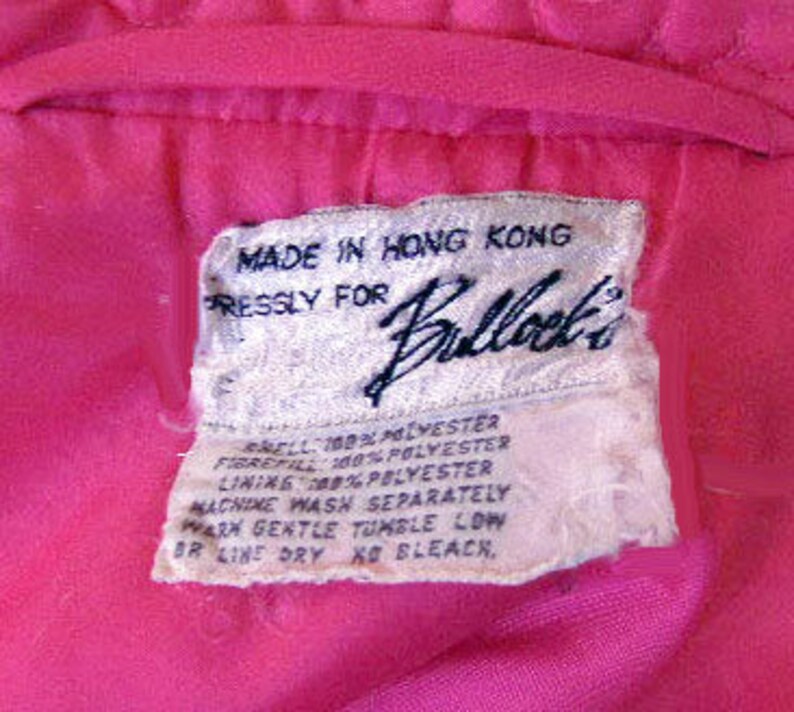 MADE IN HONG KONG
PRESSLY FOR Bullock's
SHELL: 100% POLYESTER
FIBREFILL: 100% POLYESTER
LINING: 100% POLYESTER
MACHINE WASH SEPARATELY
WARM GENTLE TUMBLE LOW
OR LINE DRY NO BLEACH.